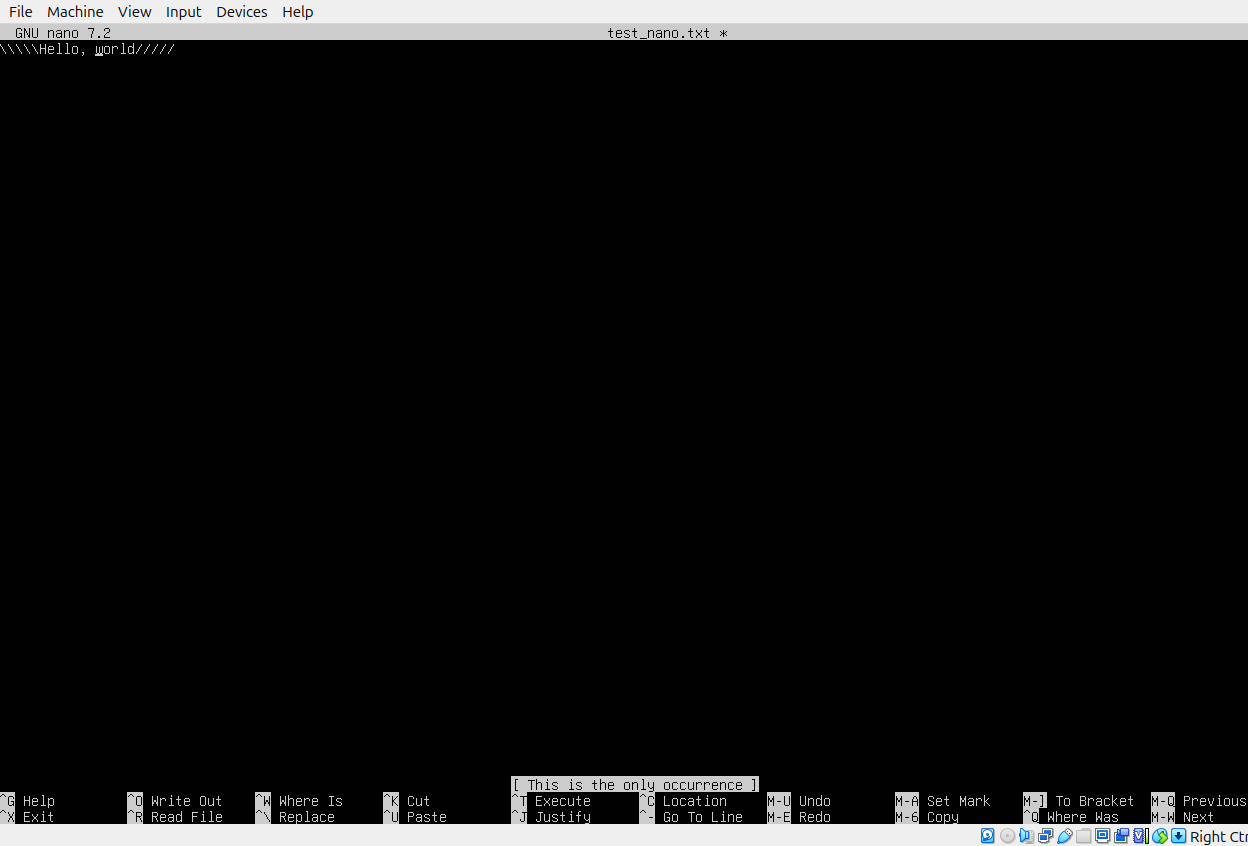 File Machine View Input Devices Help
GNU nano 7.2 test_nano.txt *
\\\\\Hello, world/////
[ This is the only occurrence ]
^G Help ^O Write Out ^W Where Is ^K Cut ^T Execute ^C Location M-U Undo M-A Set Mark M-] To Bracket M-Q Previous
^X Exit ^R Read File ^\ Replace ^U Paste ^J Justify ^- Go To Line M-E Redo M-6 Copy ^Q Where Was M-W Next
Right Ctr